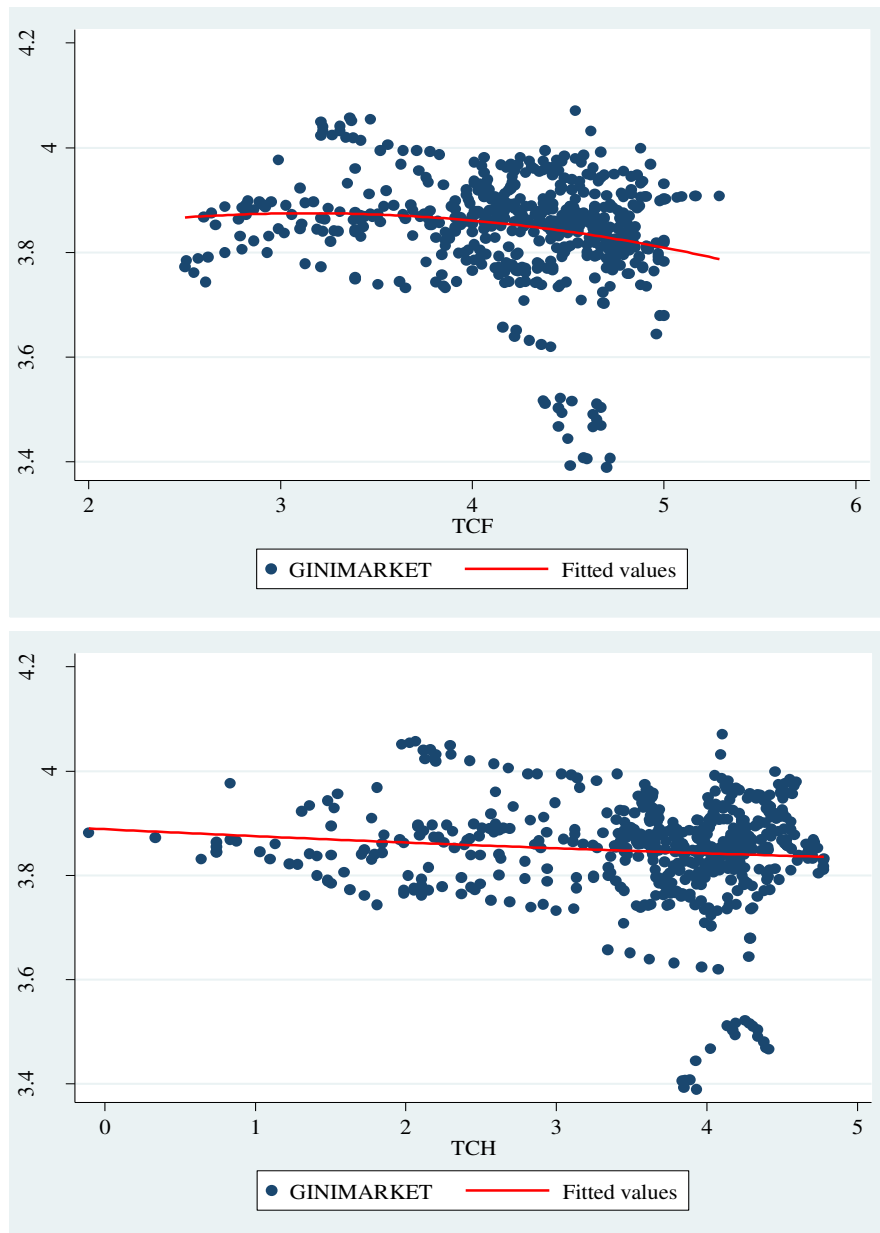 4.2
4
3.8
3.6
3.4
2 3 4 5 6
TCF
GINIMARKET Fitted values
4.2
4
3.8
3.6
3.4
0 1 2 3 4 5
TCH
GINIMARKET Fitted values